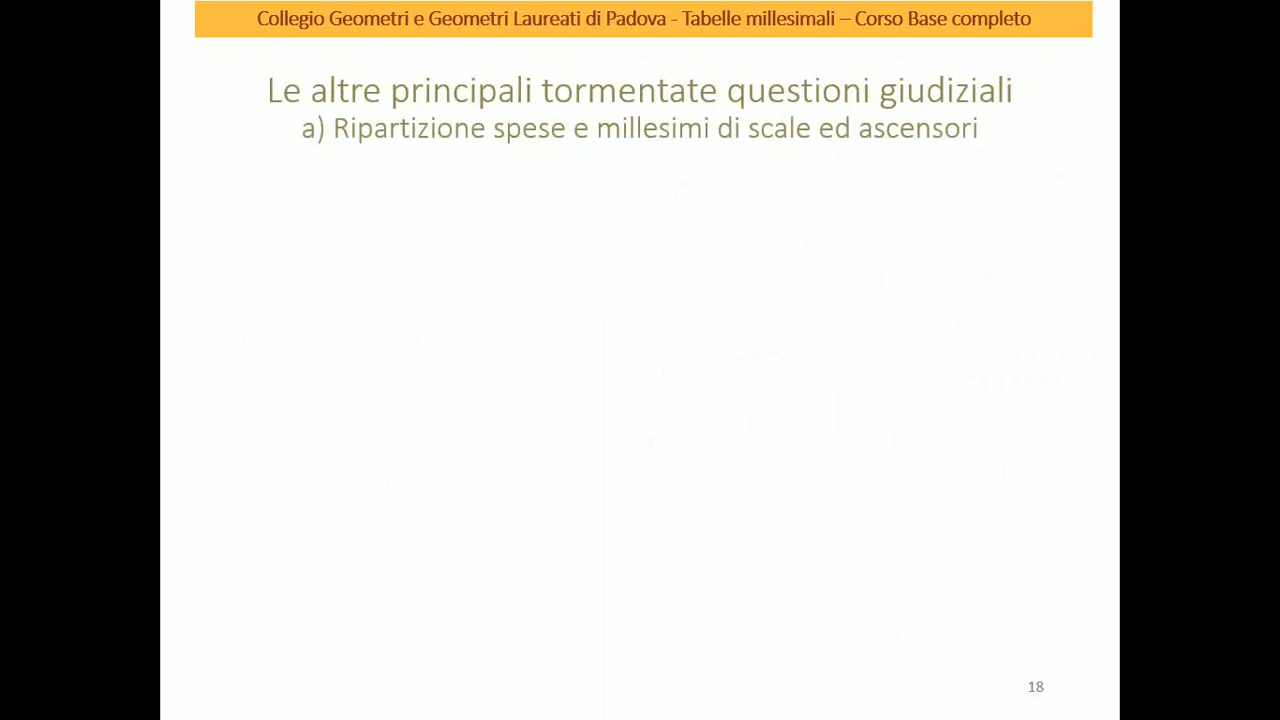 Collegio Geometri e Geometri Laureati di Padova - Tabelle millesimali – Corso Base completo
Le altre principali tormentate questioni giudiziali
a) Ripartizione spese e millesimi di scale ed ascensori
18